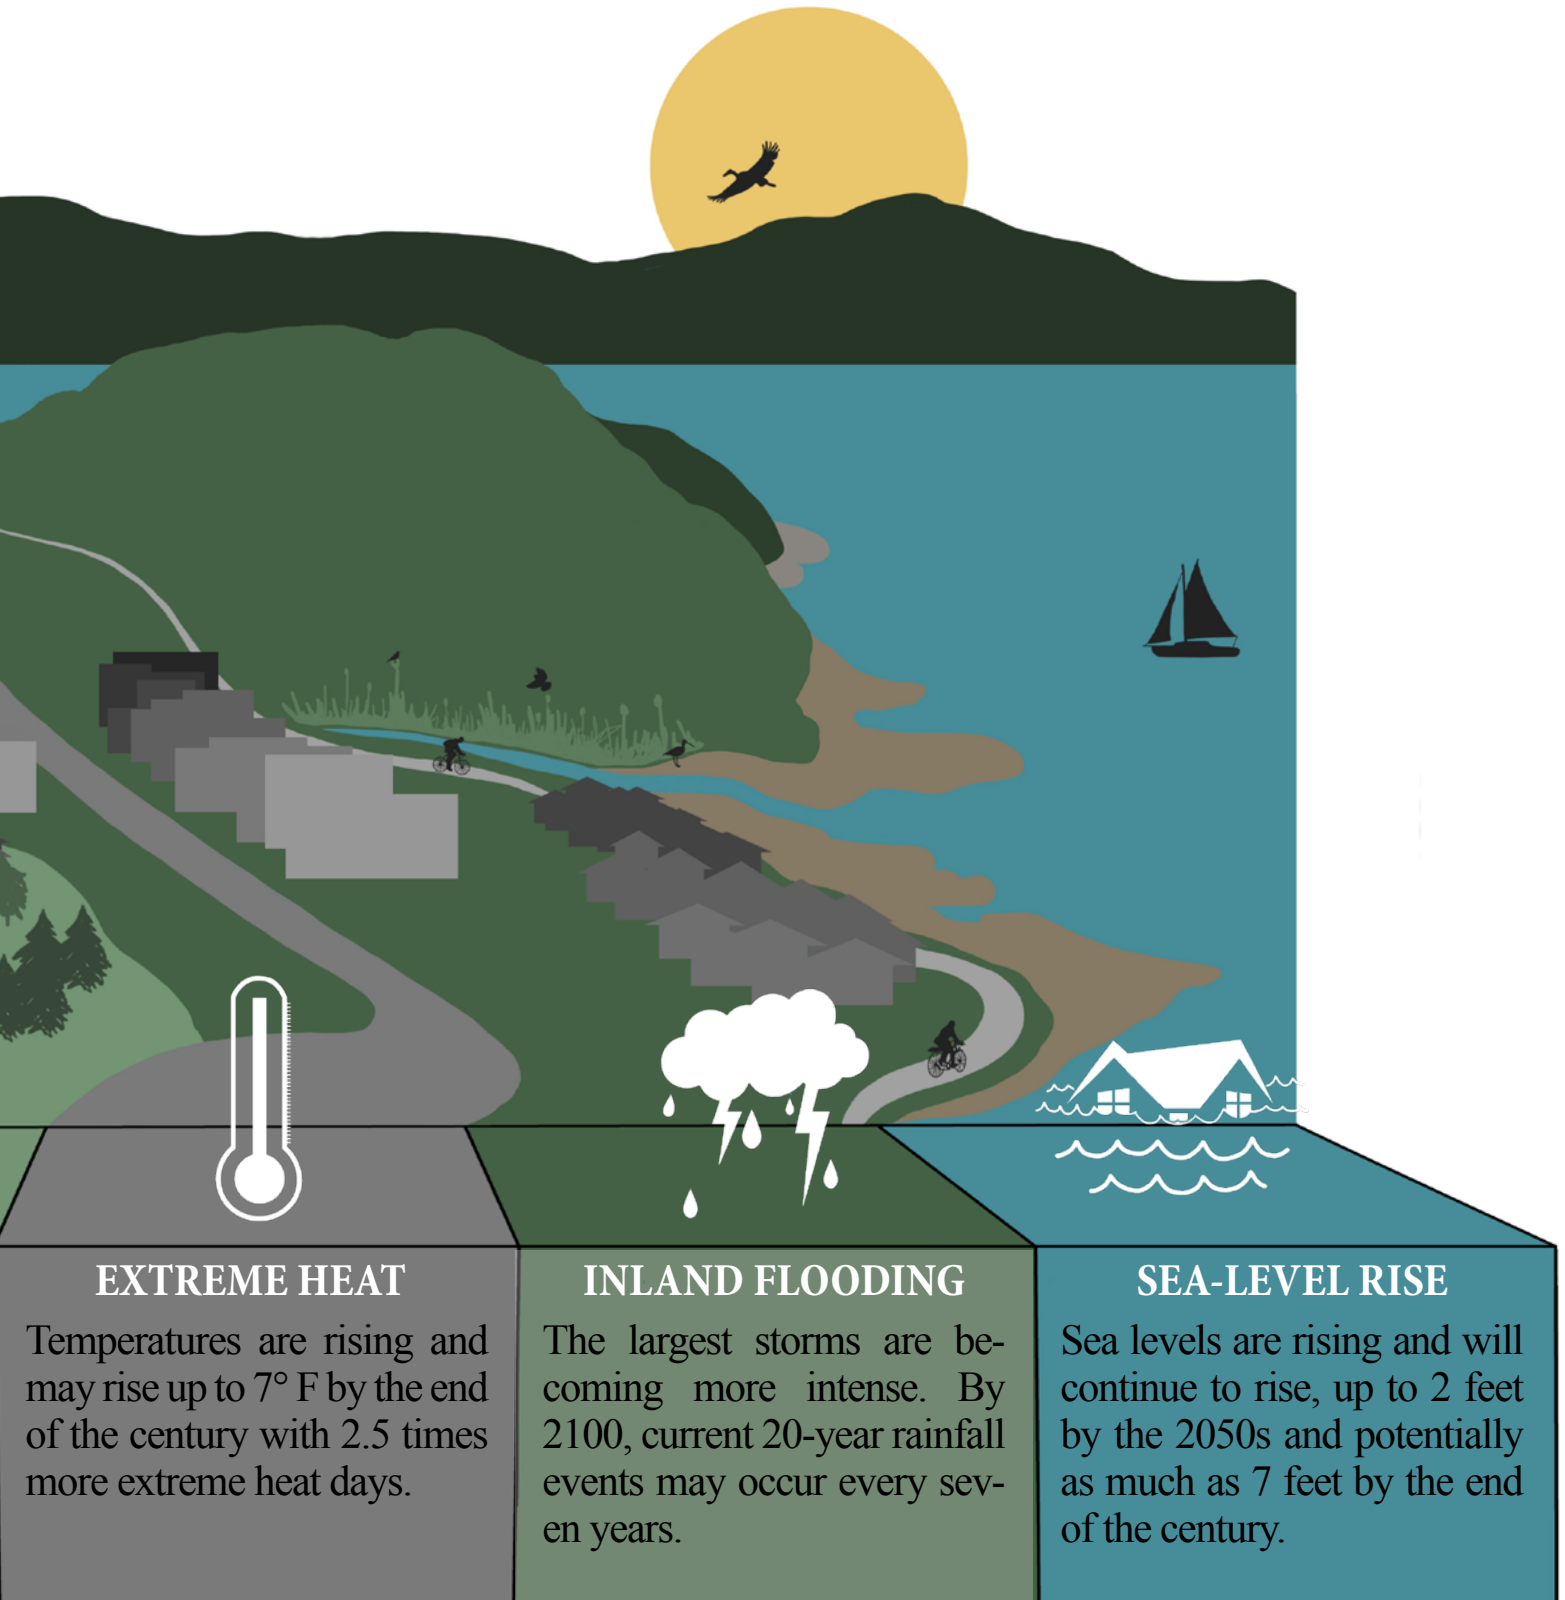 EXTREME HEAT
Temperatures are rising and
may rise up to 7° F by the end
of the century with 2.5 times
more extreme heat days.
INLAND FLOODING
The largest storms are be-
coming more intense. By
2100, current 20-year rainfall
events may occur every sev-
en years.
SEA-LEVEL RISE
Sea levels are rising and will
continue to rise, up to 2 feet
by the 2050s and potentially
as much as 7 feet by the end
of the century.